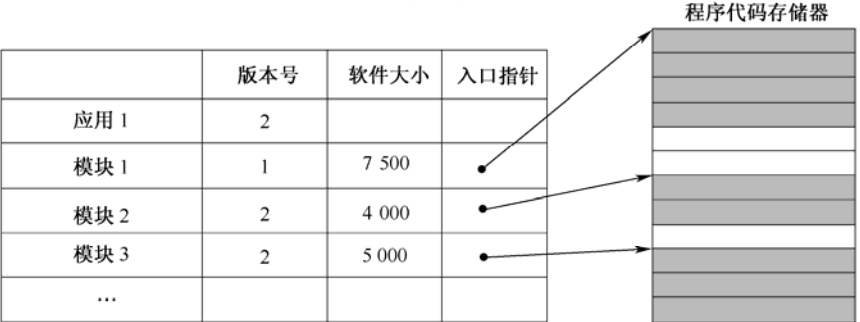 程序代码存储器
版本号 软件大小 入口指针
应用 1 2
模块 1 1 7 500
模块 2 2 4 000
模块 3 2 5 000
…